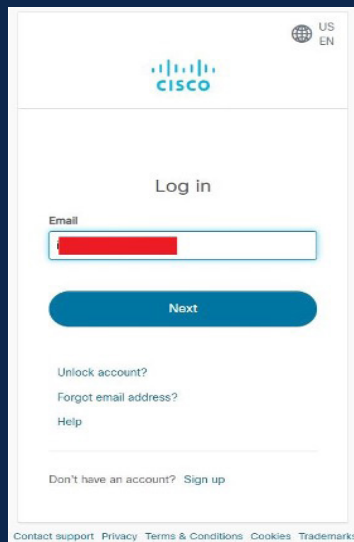 US
EN
CISCO
Log in
Email
Next
Unlock account?
Forgot email address?
Help
Don't have an account? Sign up
Contact support Privacy Terms & Conditions Cookies Trademarks